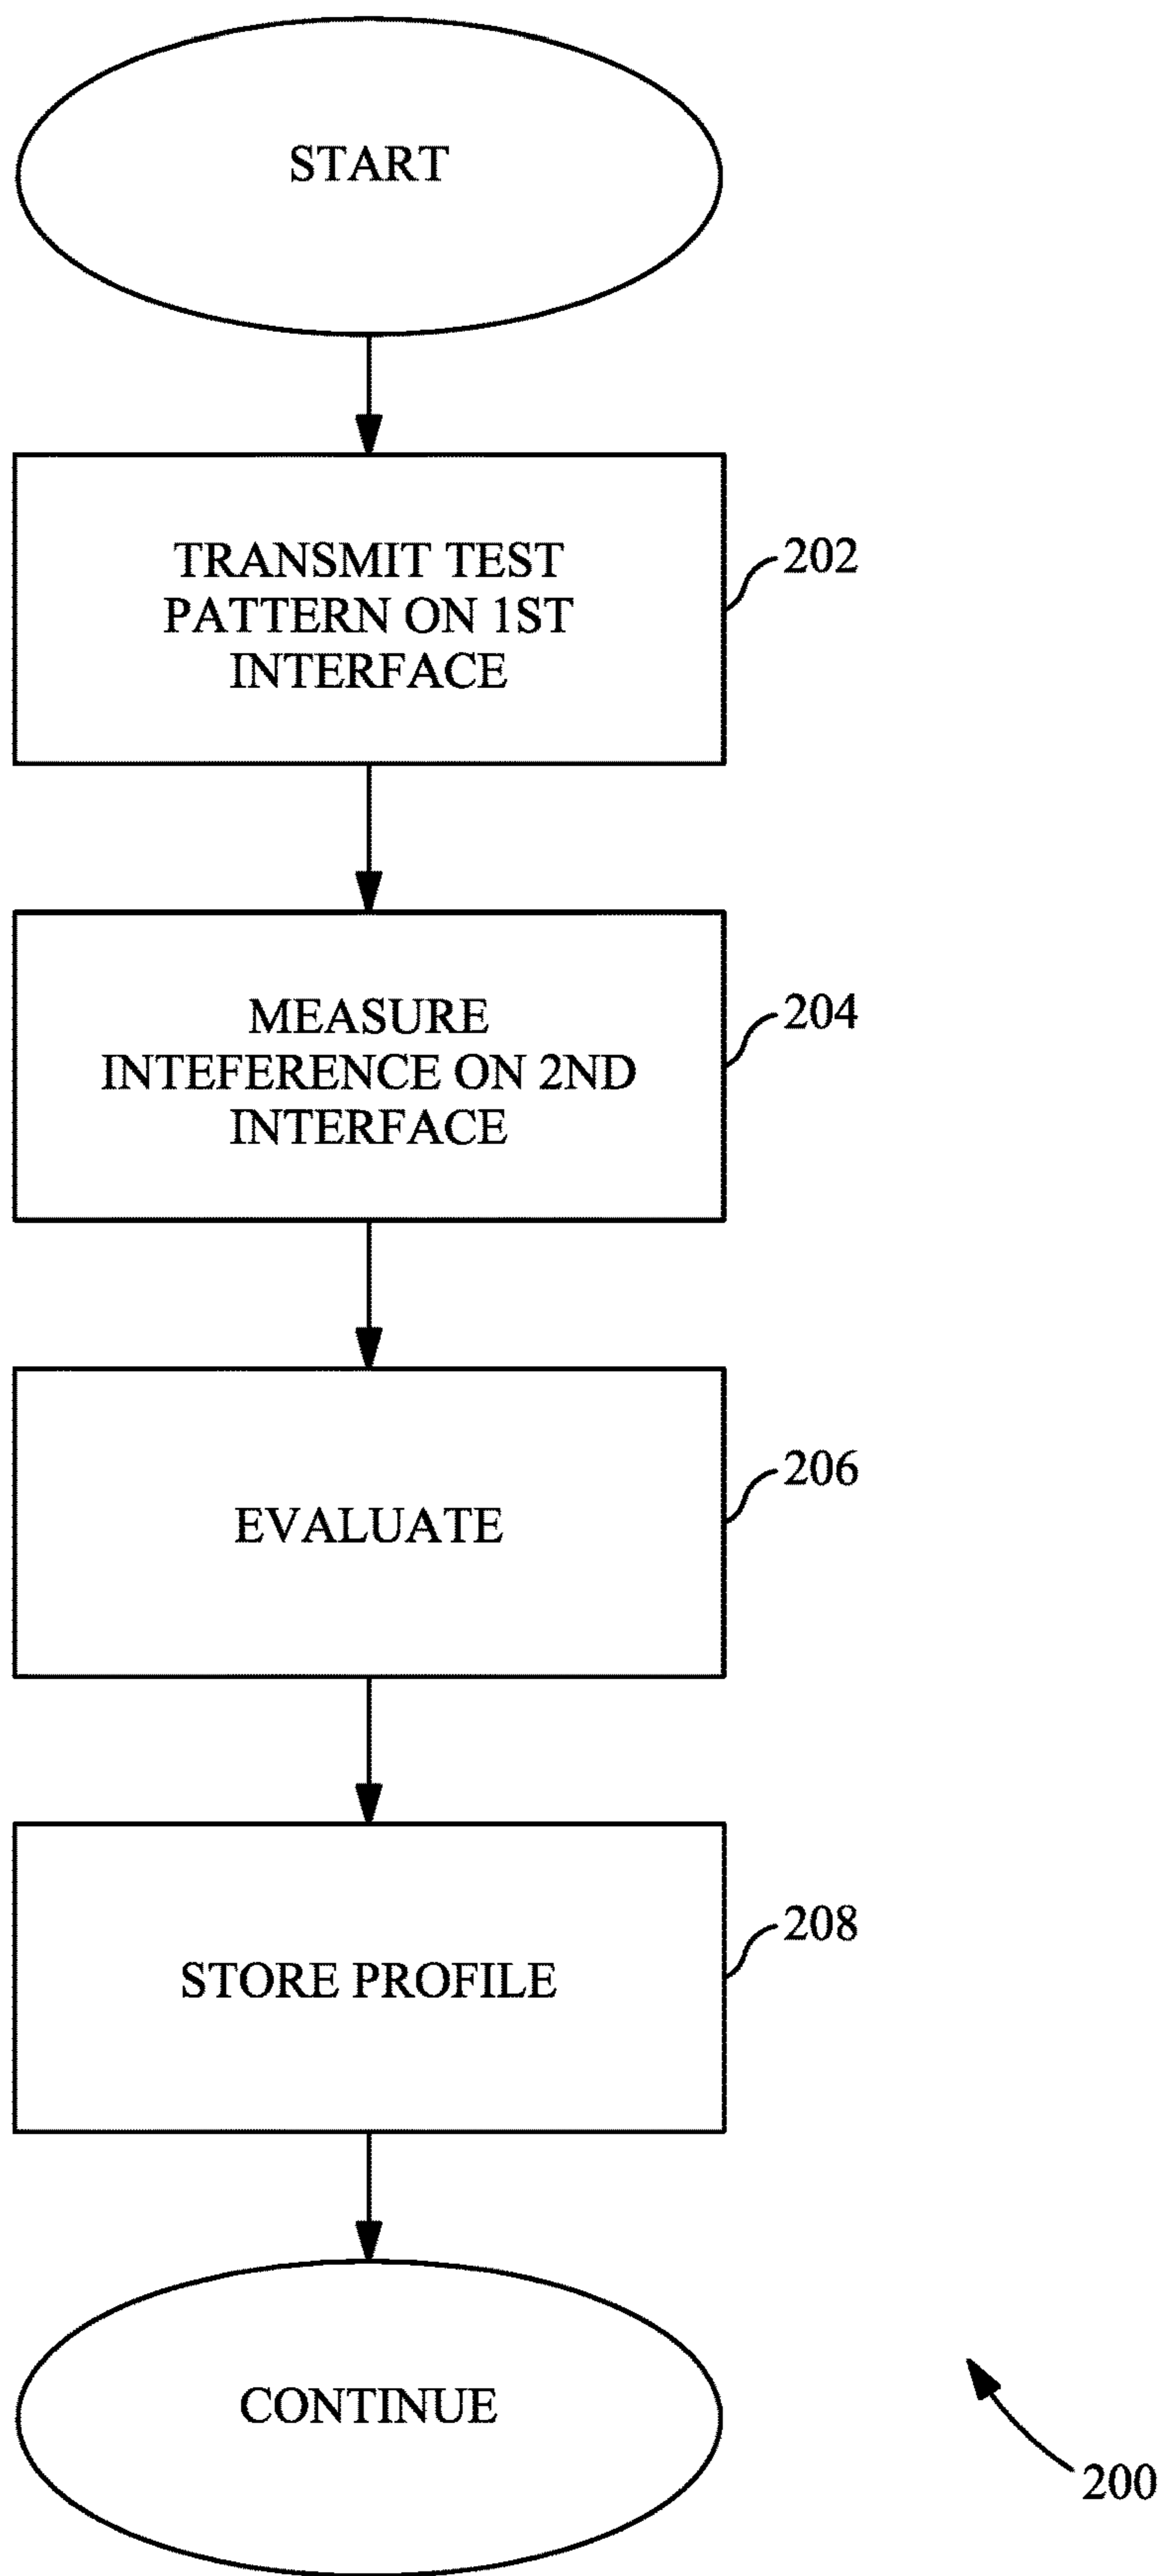 START
TRANSMIT TEST
PATTERN ON 1ST
INTERFACE
202
MEASURE
INTEFERENCE ON 2ND
INTERFACE
204
EVALUATE
206
STORE PROFILE
208
CONTINUE
200